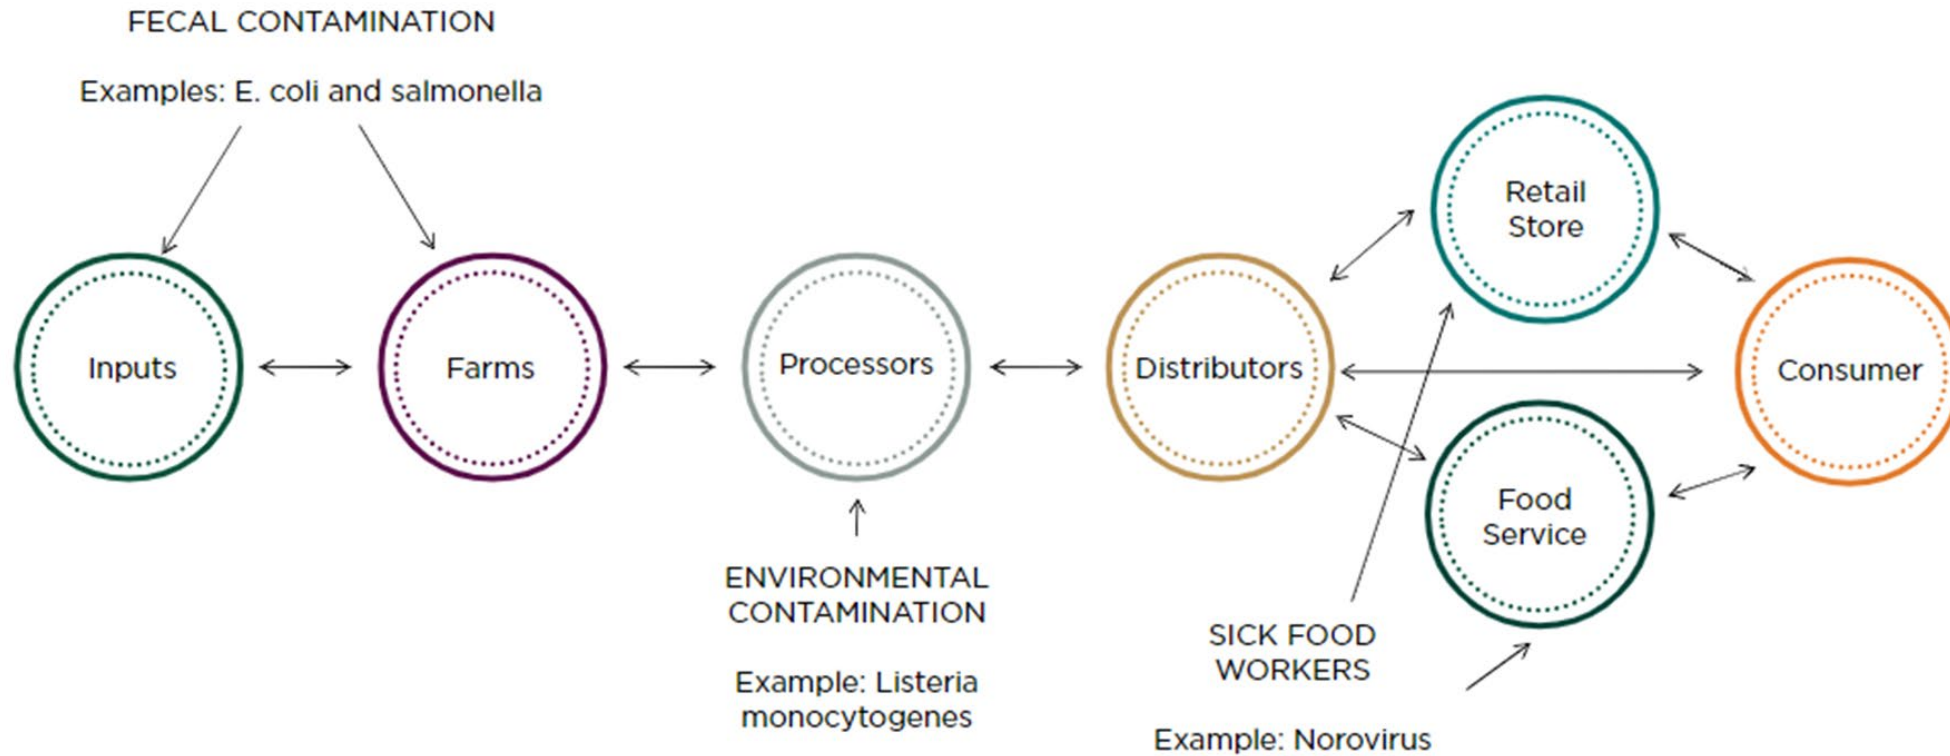 FECAL CONTAMINATION
Examples: E. coli and salmonella
Inputs
Farms
Processors
Distributors
Retail
Store
Food
Service
Consumer
ENVIRONMENTAL
CONTAMINATION
Example: Listeria
monocytogenes
SICK FOOD
WORKERS
Example: Norovirus